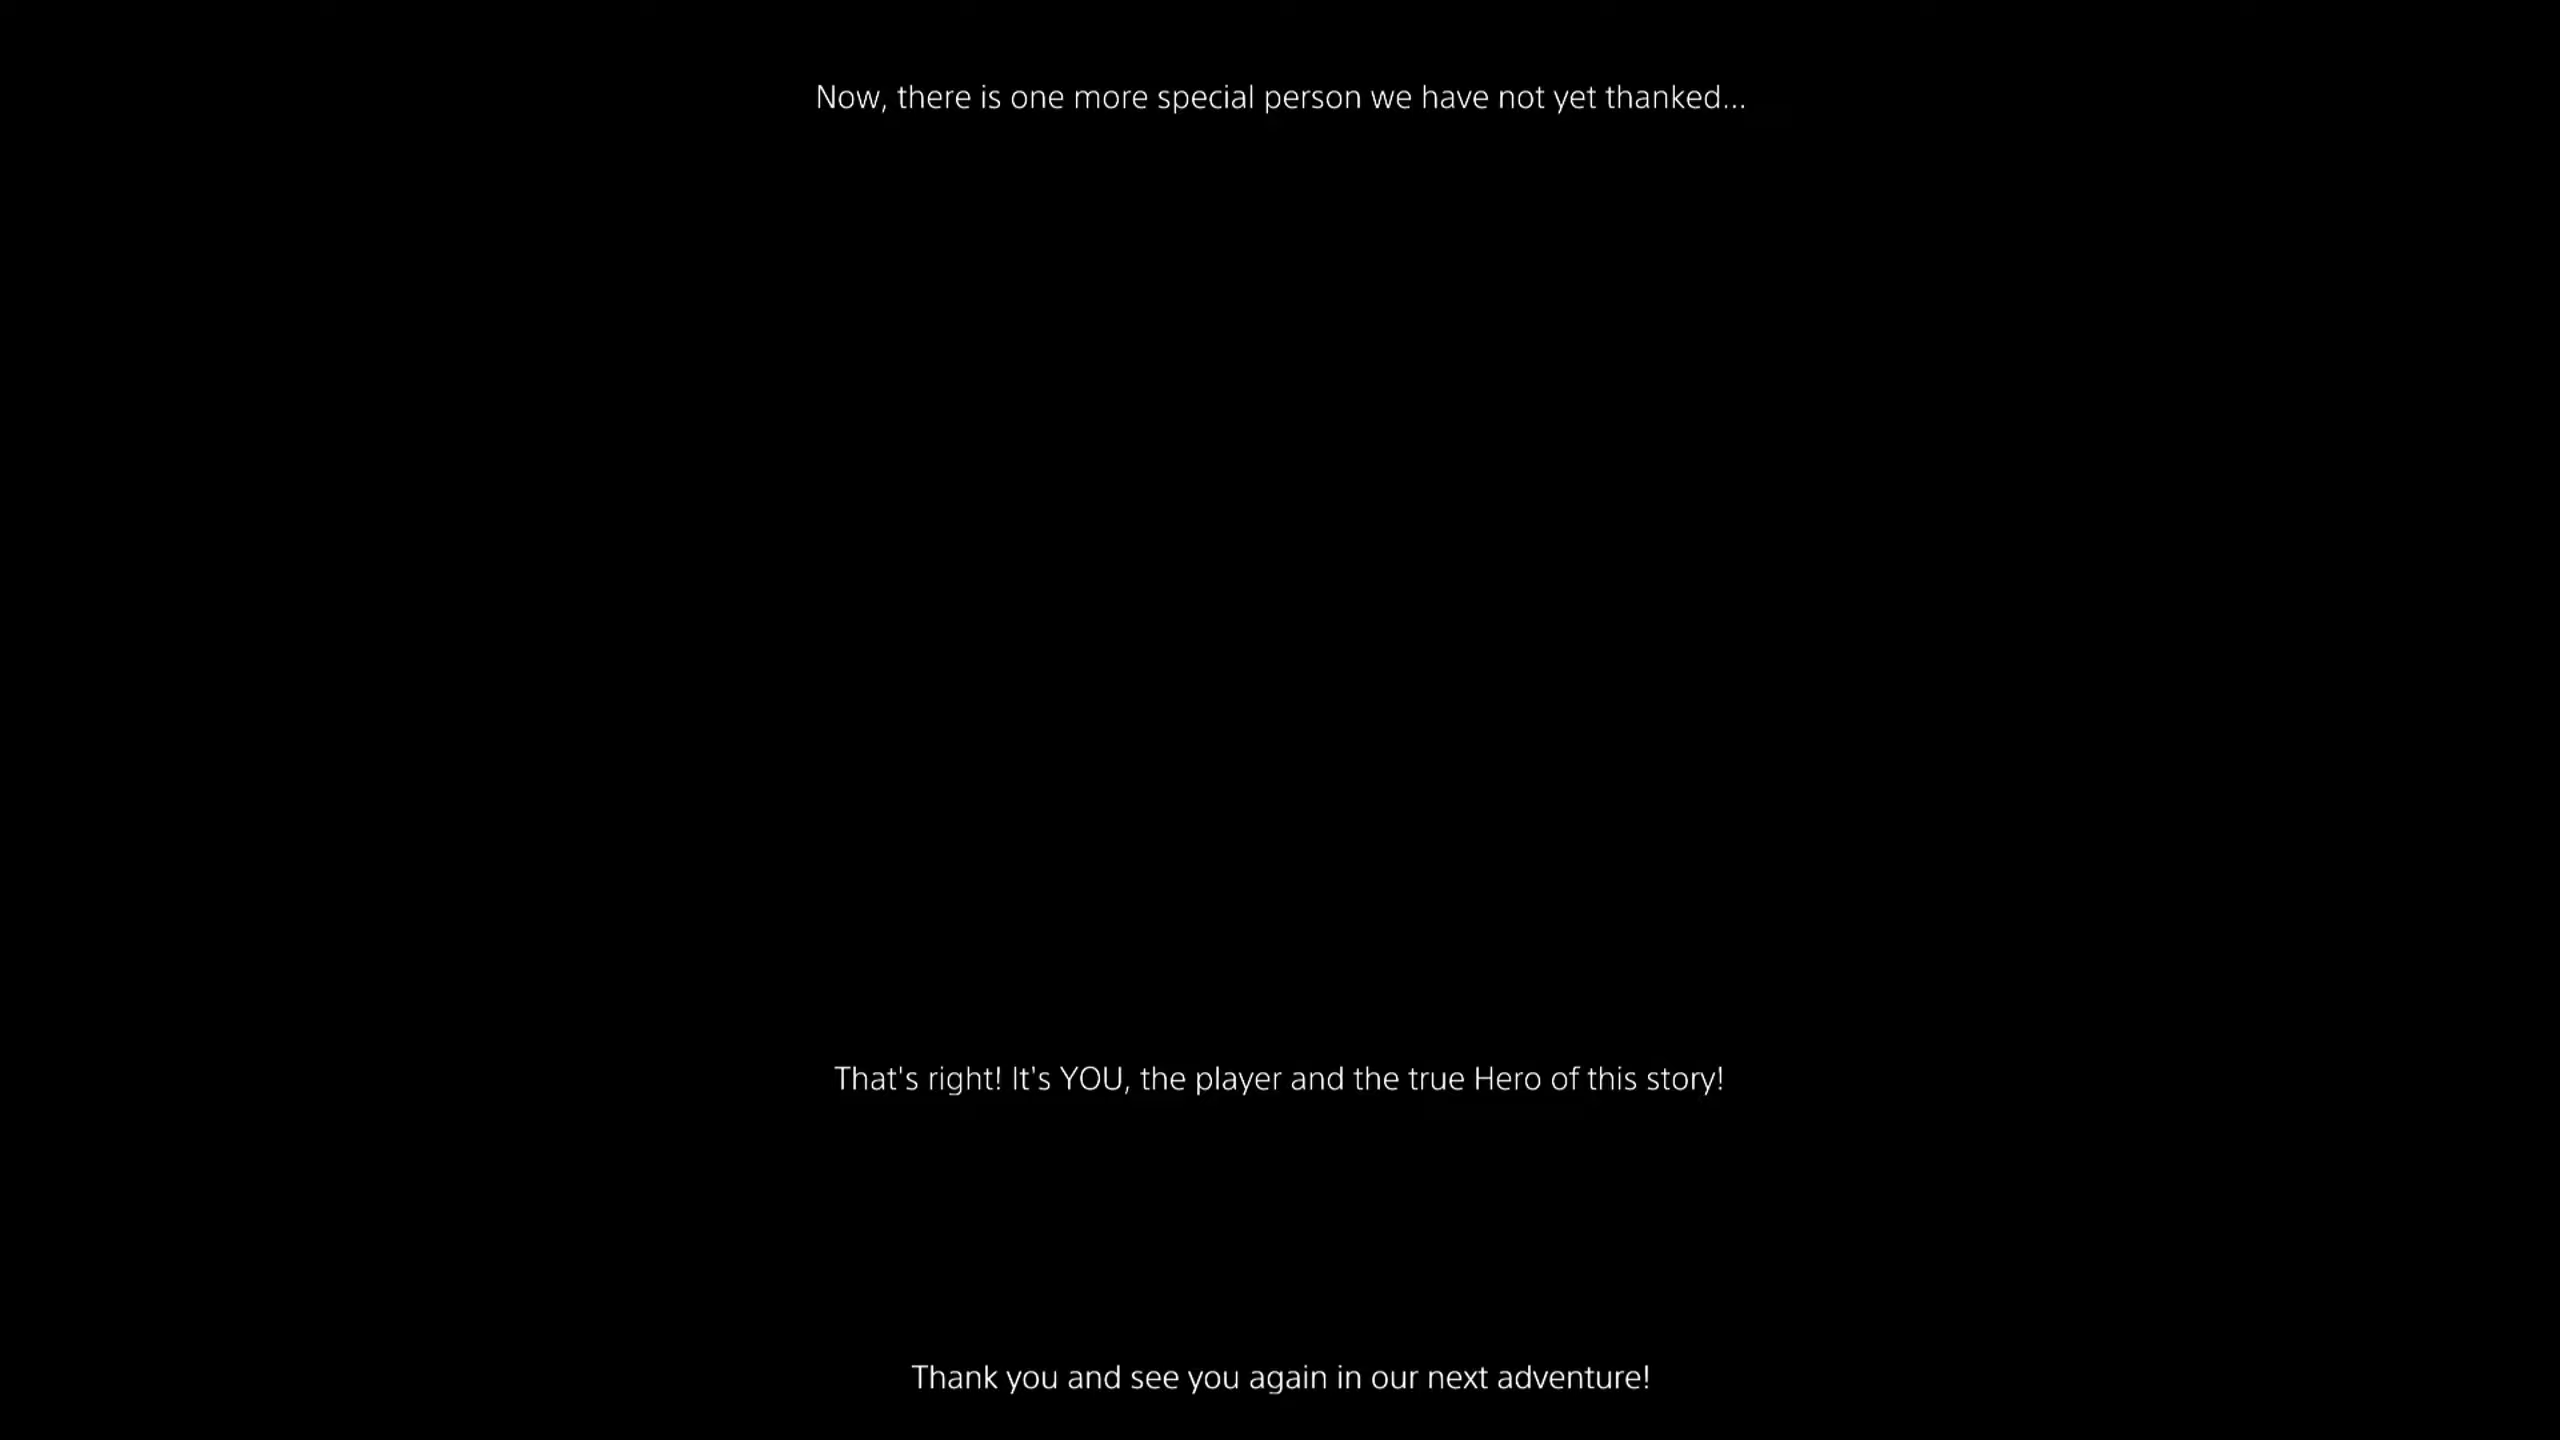 Now, there is one more special person we have not yet thanked...
That's right! It's YOU, the player and the true Hero of this story!
Thank you and see you again in our next adventure!